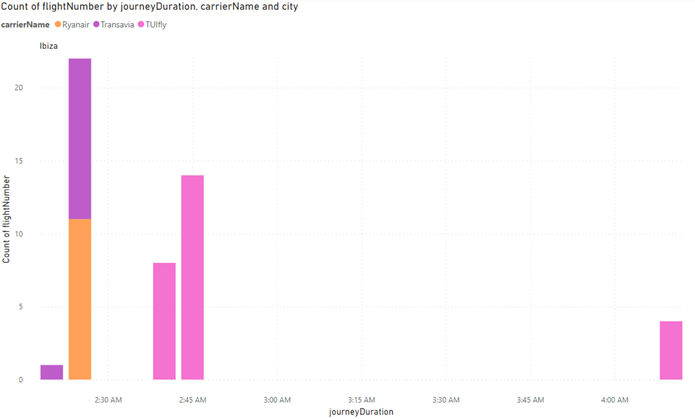 Count of flightNumber by journeyDuration, carrierName and city
carrierName Ryanair Transavia TUIfly
Ibiza
20
15
10
5
0
Count of flightNumber
2:30 AM 2:45 AM 3:00 AM 3:15 AM 3:30 AM 3:45 AM 4:00 AM
journeyDuration